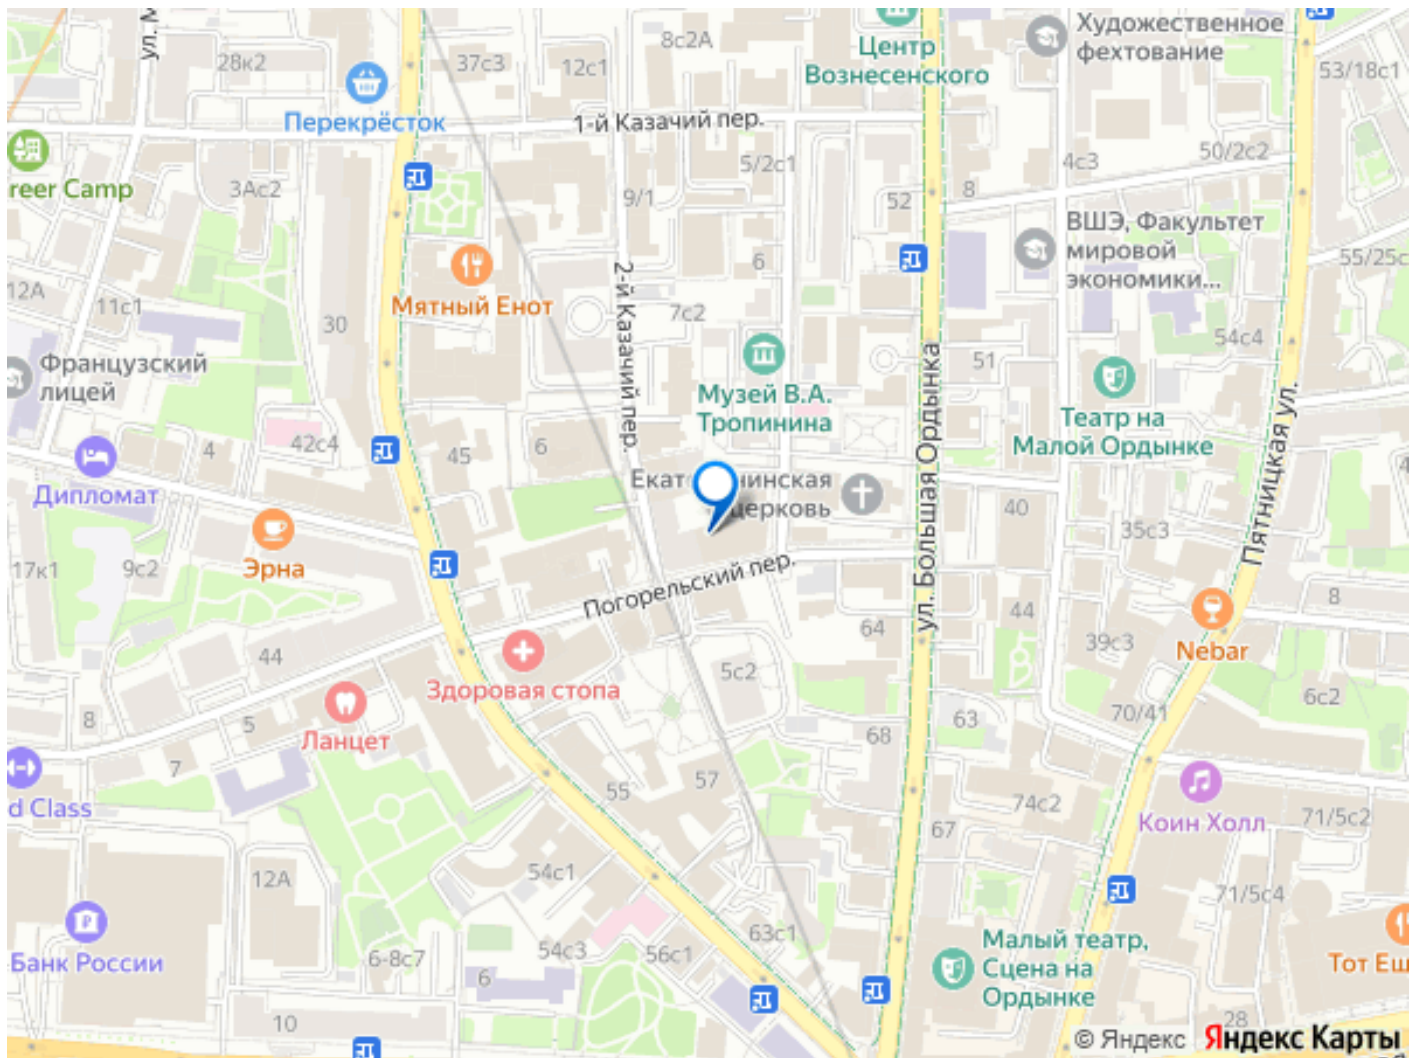 ул. М
28к2
37с3
12с1
8с2А
Центр
Вознесенского
Художественное
фехтование
53/18с1
Перекрёсток
1-й Казачий пер.
5/2с1
4с3
50/2с2
reer Camp
3Ас2
9/1
52
8
ВШЭ, Факультет
мировой
экономики...
55/25с
12А
11с1
30
Мятный Енот
2-й Казачий пер.
6
7с2
54с4
Французский
лицей
Музей В.А.
Тропинина
51
Театр на
Малой Ордынке
ул. Большая Ордынка
Пятницкая ул.
4
42с4
45
6
Дипломат
Екат
нинская
церковь
40
4
35с3
17к1
9с2
Эрна
Погорельский пер.
8
44
64
44
39с3
Nebar
Здоровая стопа
5с2
6с2
8
5
Ланцет
63
70/41
68
7
d Class
55
57
74с2
Коин Холл
71/5с2
67
12А
54с1
71/5с4
Банк России
6-8с7
6
54с3
56с1
63с1
Малый театр,
Сцена на
Ордынке
Тот Ещ
10
28
© Яндекс Яндекс Карты